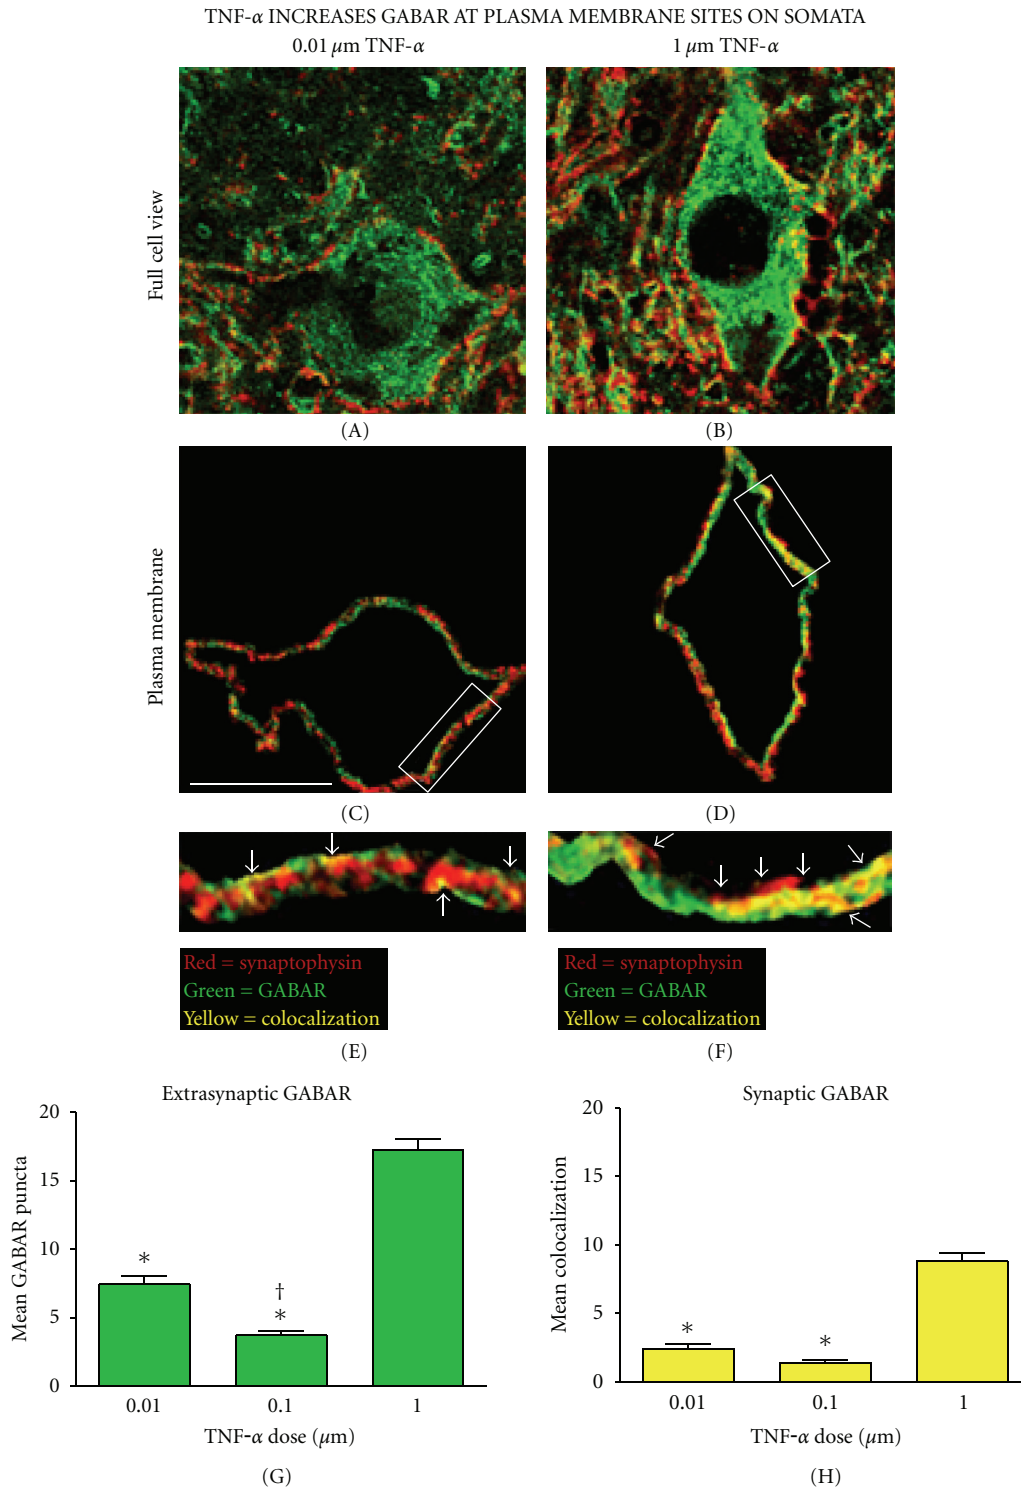 TNF-α INCREASES GABAR AT PLASMA MEMBRANE SITES ON SOMATA
0.01 μm TNF-α
1 μm TNF-α
Full cell view
(A)
(B)
Plasma membrane
(C)
(D)
Red = synaptophysin
Green = GABAR
Yellow = colocalization
Red = synaptophysin
Green = GABAR
Yellow = colocalization
(E)
(F)
Extrasynaptic GABAR
Mean GABAR puncta
20
15
10
5
0
*
†
*
0.01
0.1
1
TNF-α dose (μm)
(G)
Synaptic GABAR
Mean colocalization
20
15
10
5
0
*
*
0.01
0.1
1
TNF-α dose (μm)
(H)